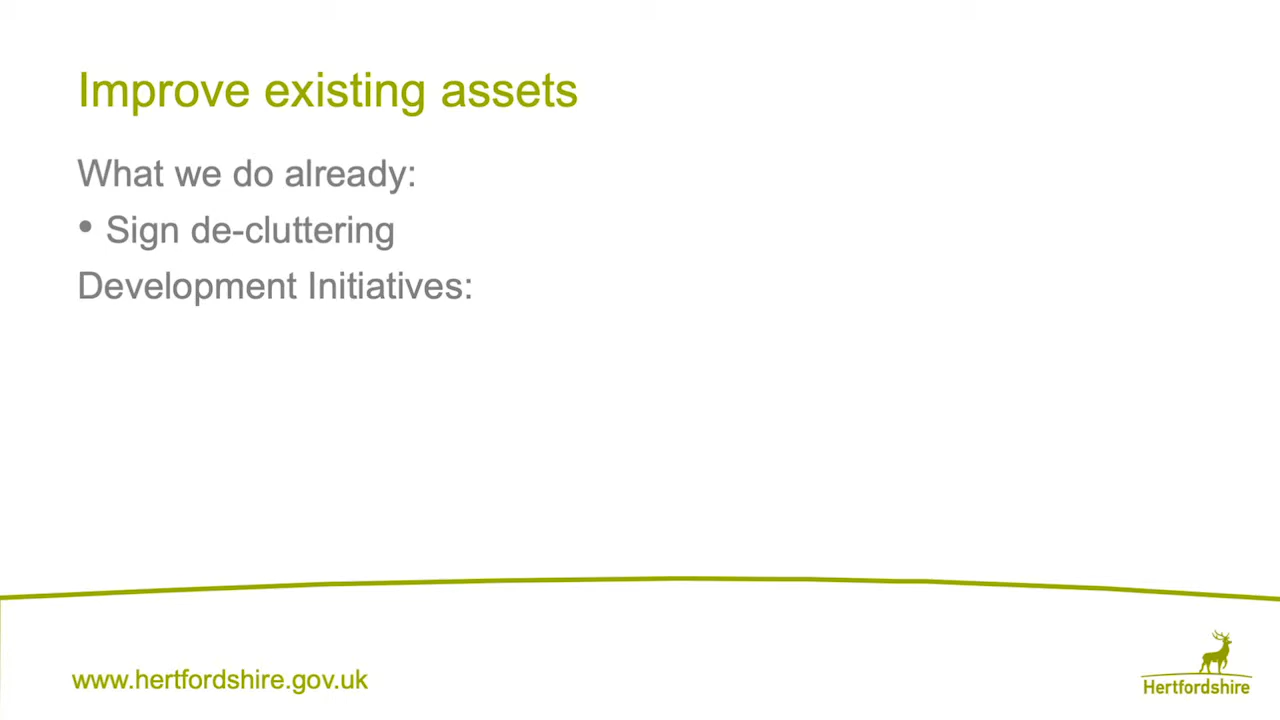 Improve existing assets
What we do already:
• Sign de-cluttering
Development Initiatives:
www.hertfordshire.gov.uk
Hertfordshire